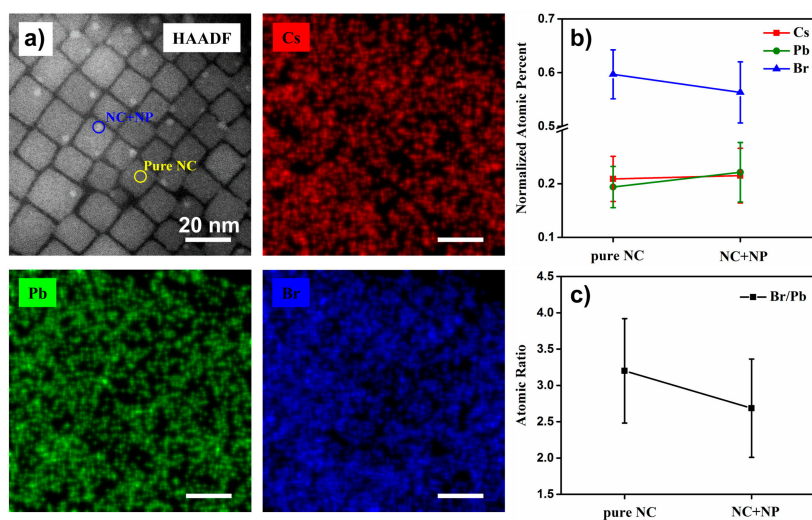 a)
HAADF
NC+NP
Pure NC
20 nm
Cs
Pb
Br
b)
Cs
Pb
Br
Normalized Atomic Percent
0.7
0.6
0.5
0.2
0.1
pure NC
NC+NP
c)
Br/Pb
Atomic Ratio
4.5
4.0
3.5
3.0
2.5
2.0
1.5
pure NC
NC+NP